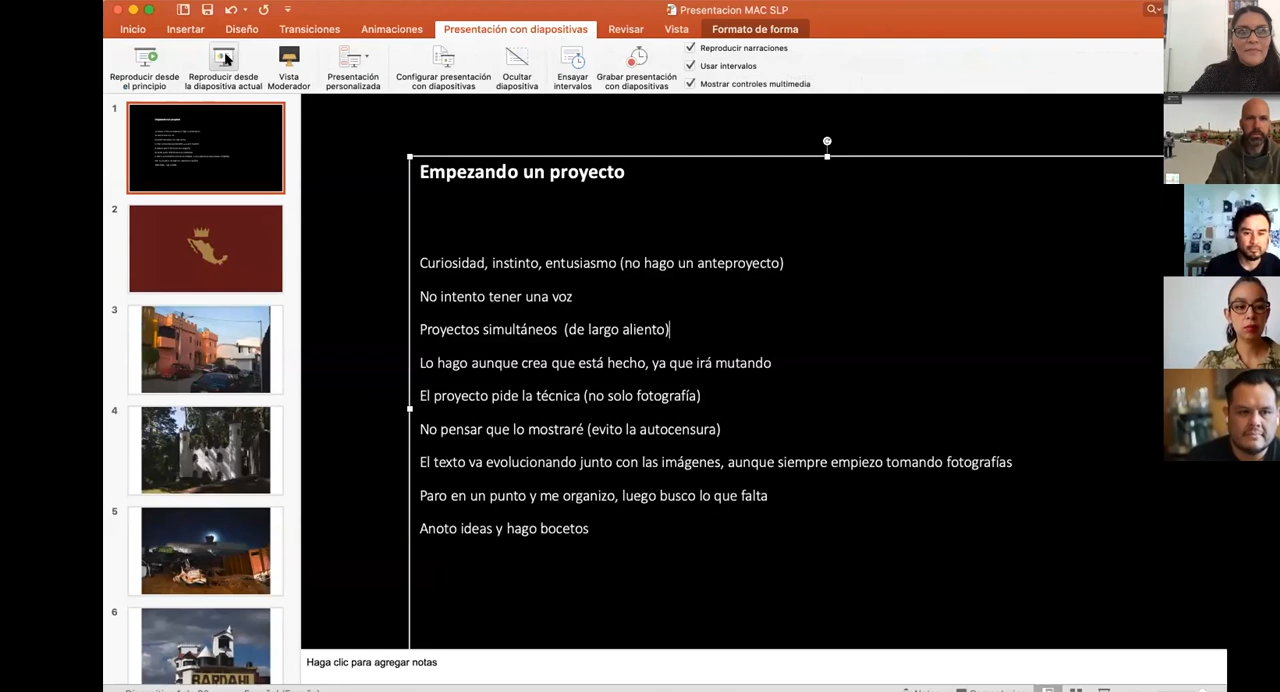 Presentacion MAC SLP
Inicio Insertar Diseño Transiciones Animaciones Presentación con diapositivas Revisar Vista Formato de forma
Reproducir desde el principio
Reproducir desde la diapositiva actual
Vista Moderador
Presentación personalizada
Configurar presentación con diapositivas
Ocultar diapositiva
Ensayar intervalos
Grabar presentación con diapositivas
Reproducir narraciones
Usar intervalos
Mostrar controles multimedia
1
2
3
4
5
6
BARDAHL
Empezando un proyecto
Curiosidad, instinto, entusiasmo (no hago un anteproyecto)
No intento tener una voz
Proyectos simultáneos (de largo aliento)
Lo hago aunque crea que está hecho, ya que irá mutando
El proyecto pide la técnica (no solo fotografía)
No pensar que lo mostraré (evito la autocensura)
El texto va evolucionando junto con las imágenes, aunque siempre empiezo tomando fotografías
Paro en un punto y me organizo, luego busco lo que falta
Anoto ideas y hago bocetos
Haga clic para agregar notas